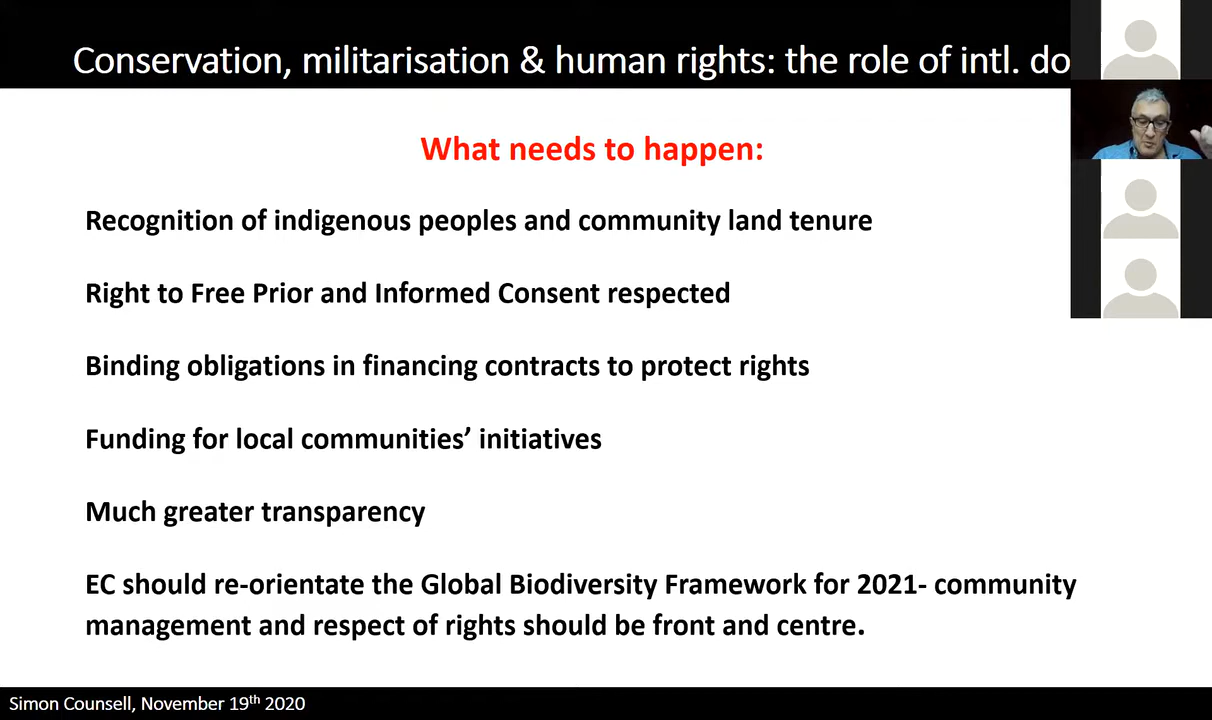 Conservation, militarisation & human rights: the role of intl. do
What needs to happen:
Recognition of indigenous peoples and community land tenure
Right to Free Prior and Informed Consent respected
Binding obligations in financing contracts to protect rights
Funding for local communities’ initiatives
Much greater transparency
EC should re-orientate the Global Biodiversity Framework for 2021- community
management and respect of rights should be front and centre.
Simon Counsell, November 19th 2020